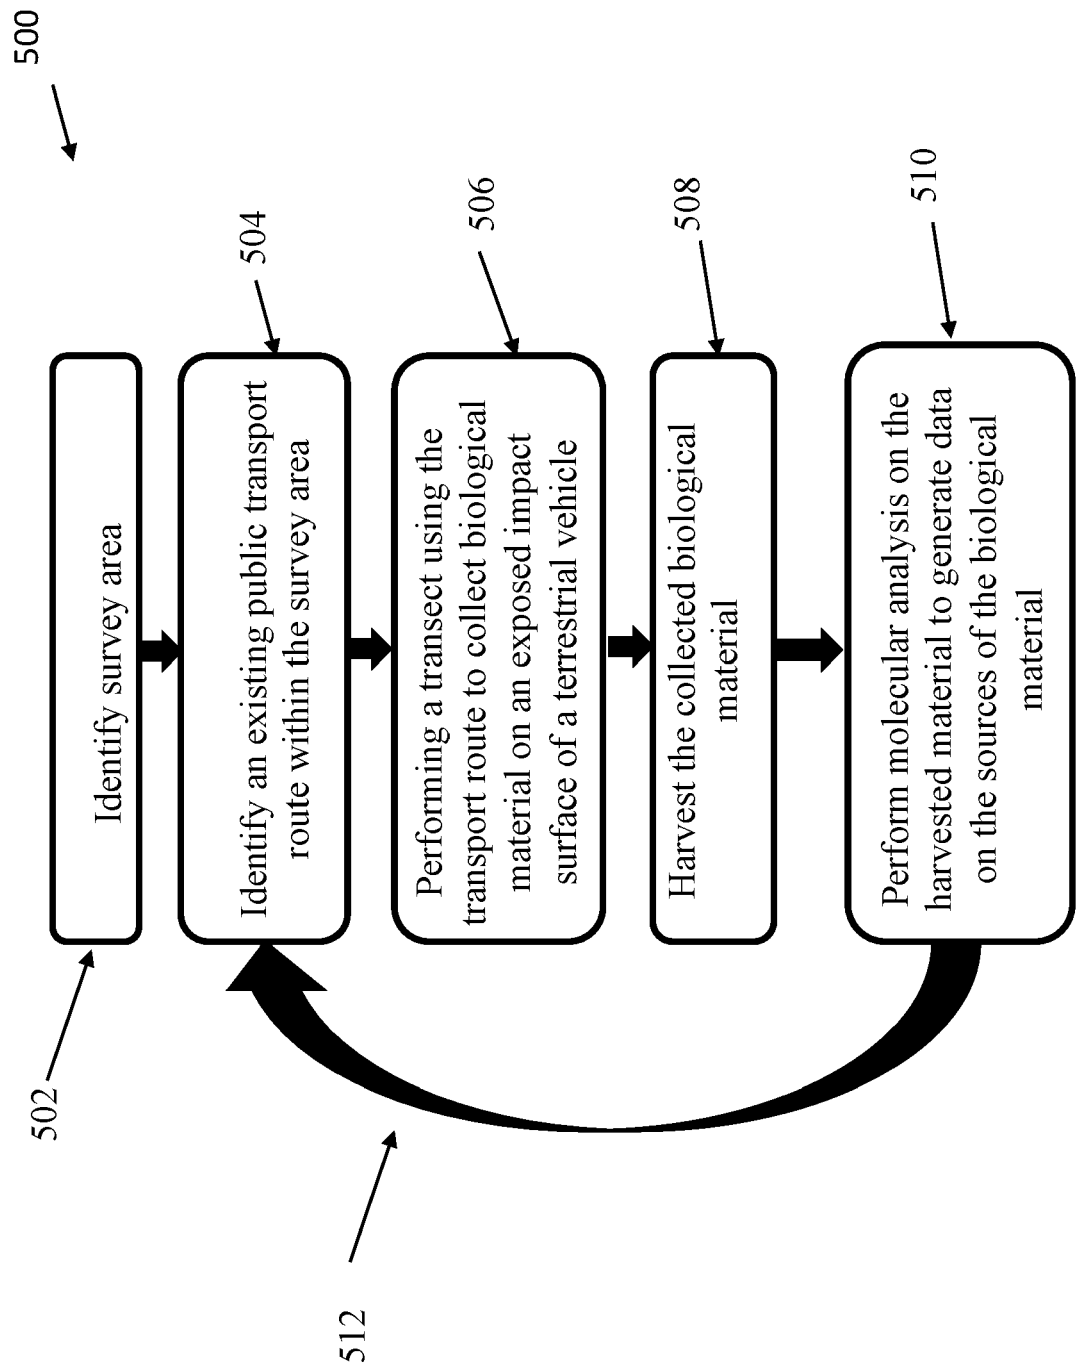 500
502
Identify survey area
504
Identify an existing public transport
route within the survey area
506
Performing a transect using the
transport route to collect biological
material on an exposed impact
surface of a terrestrial vehicle
508
Harvest the collected biological
material
510
Perform molecular analysis on the
harvested material to generate data
on the sources of the biological
material
512